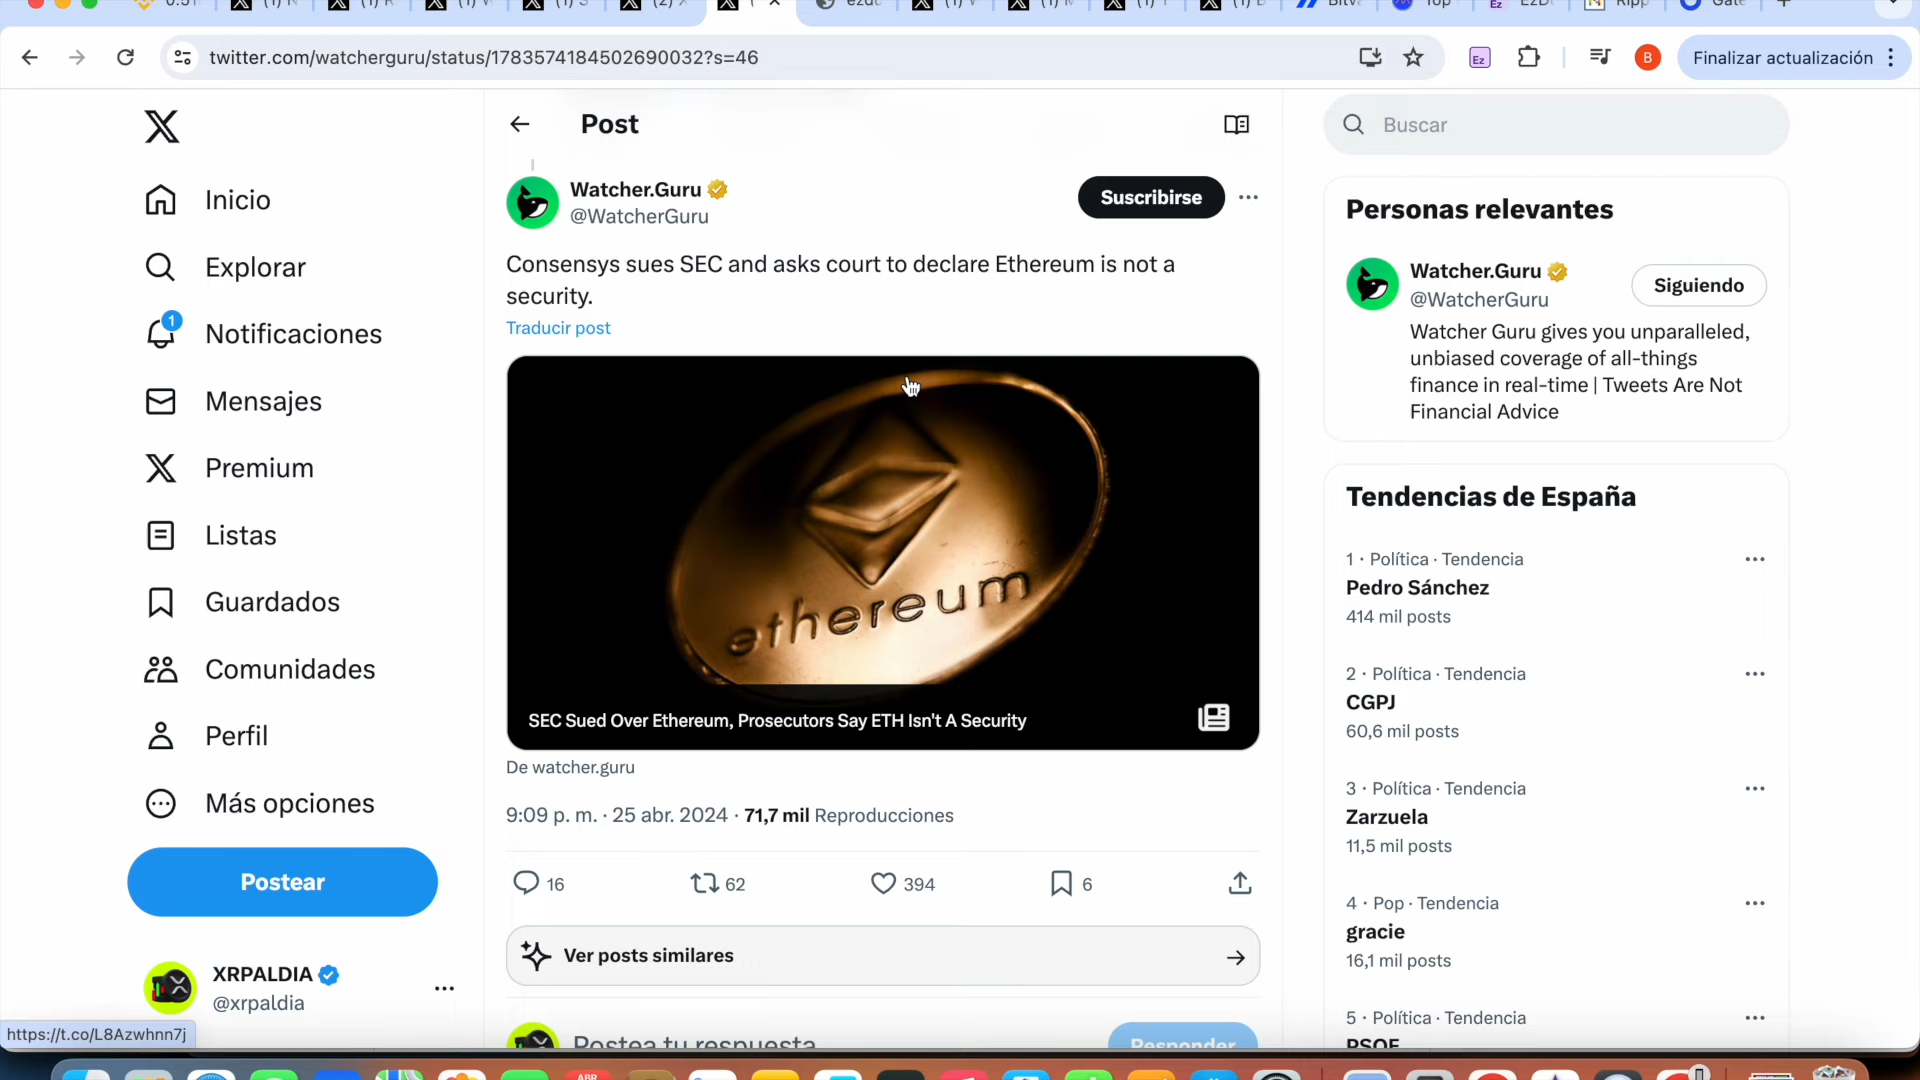 twitter.com/watcherguru/status/1783574184502690032?s=46
Ez
B
Finalizar actualización
Inicio
Explorar
1
Notificaciones
Mensajes
Premium
Listas
Guardados
Comunidades
Perfil
Más opciones
Postear
XRPALDIA
@xrpaldia
https://t.co/L8Azwhnn7j
Post
Watcher.Guru
@WatcherGuru
Suscribirse
Consensys sues SEC and asks court to declare Ethereum is not a
security.
Traducir post
ethereum
SEC Sued Over Ethereum, Prosecutors Say ETH Isn't A Security
De watcher.guru
9:09 p. m. · 25 abr. 2024 · 71,7 mil Reproducciones
16
62
394
6
Ver posts similares
Postea tu respuesta
Responder
Buscar
Personas relevantes
Watcher.Guru
@WatcherGuru
Siguiendo
Watcher Guru gives you unparalleled,
unbiased coverage of all-things
finance in real-time | Tweets Are Not
Financial Advice
Tendencias de España
1 · Política · Tendencia
Pedro Sánchez
414 mil posts
2 · Política · Tendencia
CGPJ
60,6 mil posts
3 · Política · Tendencia
Zarzuela
11,5 mil posts
4 · Pop · Tendencia
gracie
16,1 mil posts
5 · Política · Tendencia
PSOE
ABR